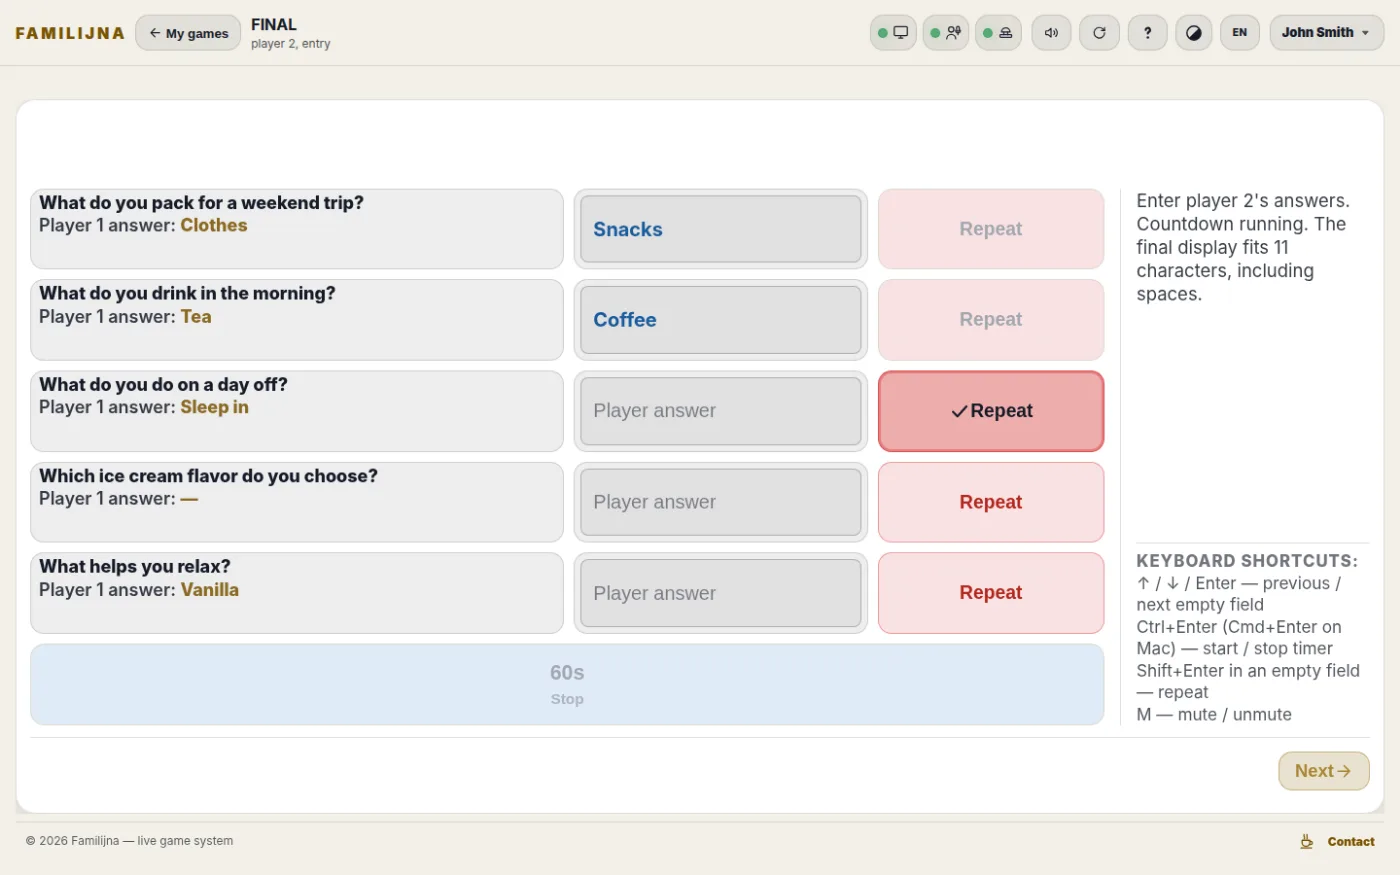 FAMILIJNA
← My games
FINAL
player 2, entry
?
EN
John Smith
What do you pack for a weekend trip?
Player 1 answer: Clothes
Snacks
Repeat
What do you drink in the morning?
Player 1 answer: Tea
Coffee
Repeat
What do you do on a day off?
Player 1 answer: Sleep in
Player answer
✓ Repeat
Which ice cream flavor do you choose?
Player 1 answer: —
Player answer
Repeat
What helps you relax?
Player 1 answer: Vanilla
Player answer
Repeat
60s
Stop
Enter player 2's answers.
Countdown running. The
final display fits 11
characters, including
spaces.
KEYBOARD SHORTCUTS:
↑ / ↓ / Enter — previous /
next empty field
Ctrl+Enter (Cmd+Enter on
Mac) — start / stop timer
Shift+Enter in an empty field
— repeat
M — mute / unmute
Next →
© 2026 Familijna — live game system
Contact